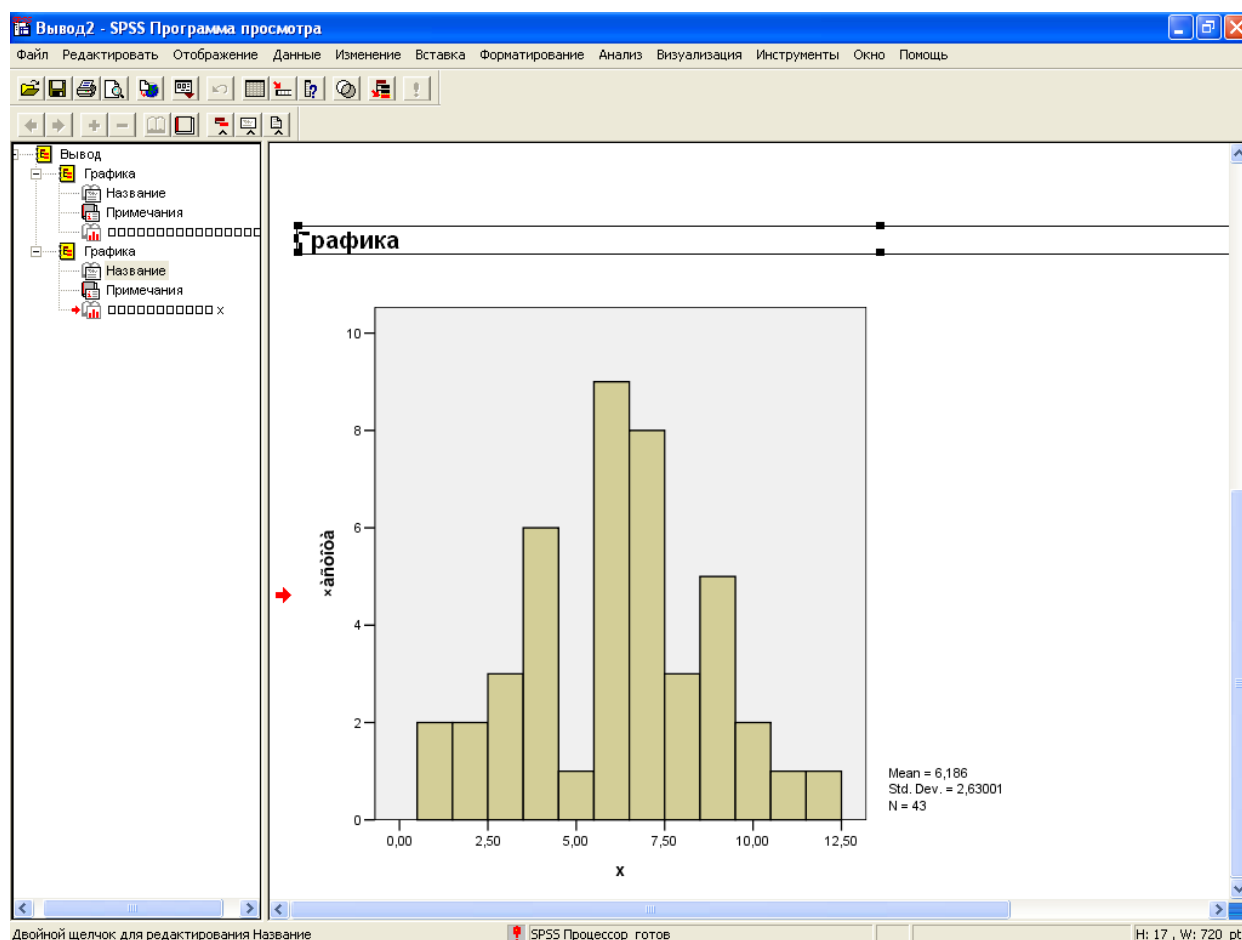 Вывод2 - SPSS Программа просмотра
Файл Редактировать Отображение Данные Изменение Вставка Форматирование Анализ Визуализация Инструменты Окно Помощь
Вывод
Графика
Название
Примечания
Графика
Название
Примечания
x
Графика
10
8
6
4
2
0
×àñòîòà
0,00 2,50 5,00 7,50 10,00 12,50
x
Mean = 6,186
Std. Dev. = 2,63001
N = 43
Двойной щелчок для редактирования Название
SPSS Процессор готов
H: 17 , W: 720 pt